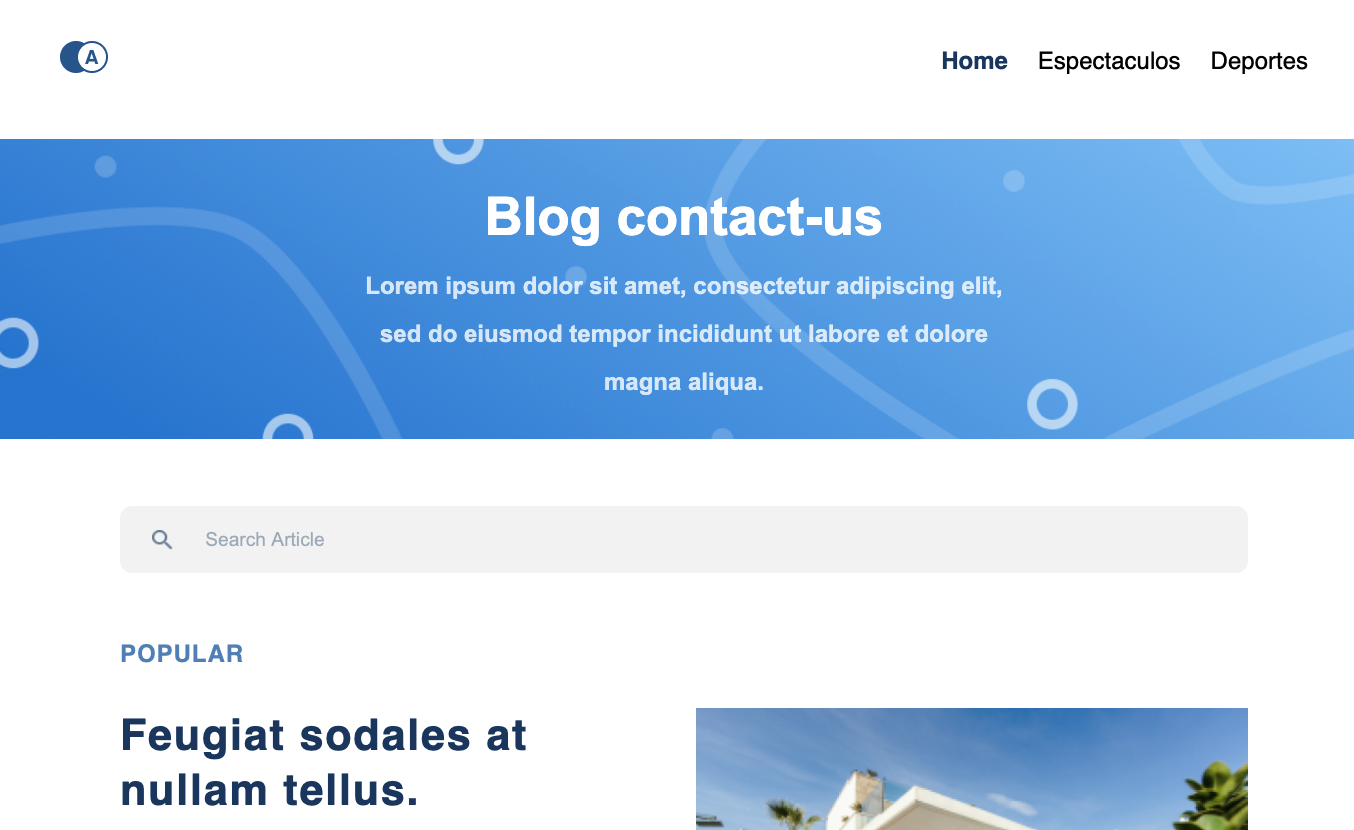 A
Home Espectaculos Deportes
Blog contact-us
Lorem ipsum dolor sit amet, consectetur adipiscing elit,
sed do eiusmod tempor incididunt ut labore et dolore
magna aliqua.
Search Article
POPULAR
Feugiat sodales at
nullam tellus.